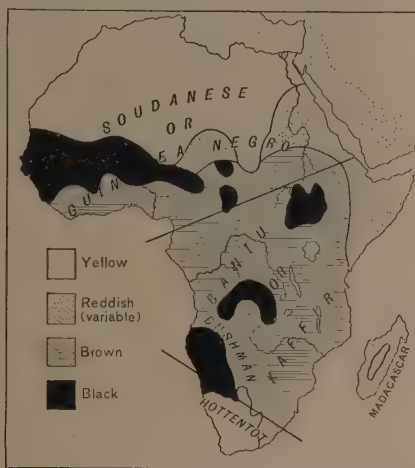 SOUDANESE
OR
GUINEA NEGRO
BANTU
OR
KAFFIR
BUSHMAN
HOTTENTOT
MADAGASCAR
Yellow
Reddish
(variable)
Brown
Black